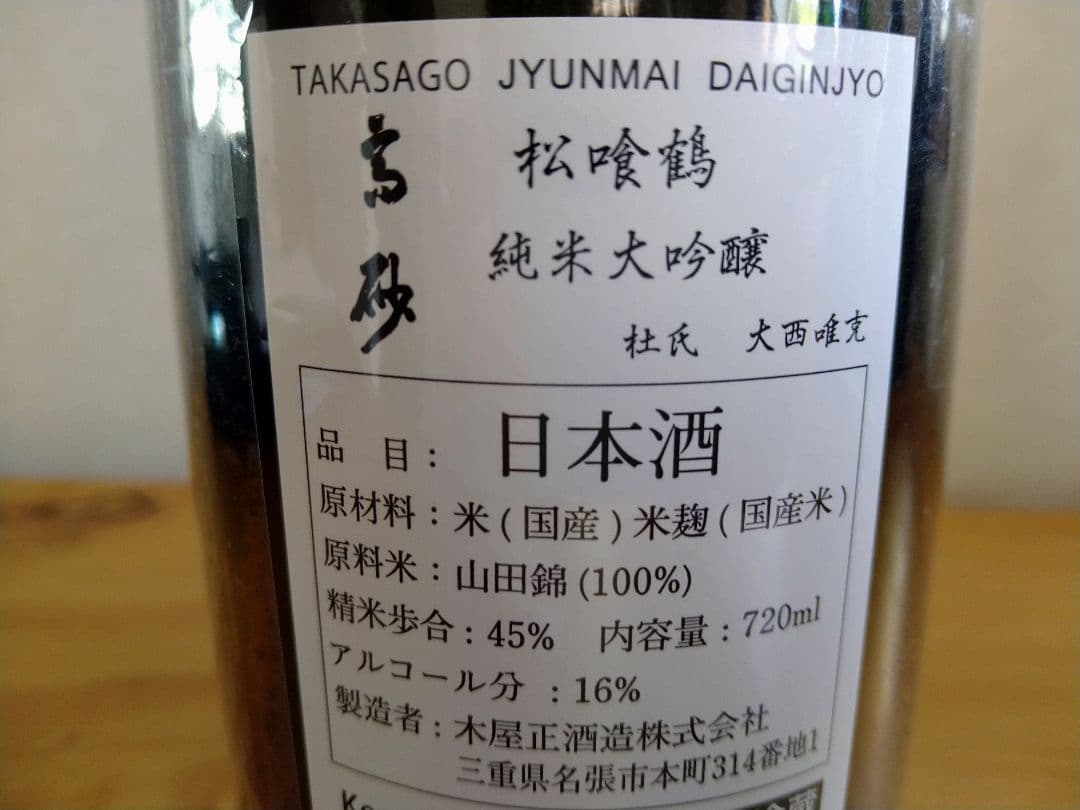 TAKASAGO JYUNMAI DAIGINJYO
高砂
松喰鶴
純米大吟醸
杜氏 大西唯克
品 目: 日本酒
原材料:米(国産)米麹(国産米)
原料米:山田錦(100%)
精米歩合:45% 内容量:720ml
アルコール分 :16%
製造者:木屋正酒造株式会社
三重県名張市本町314番地1